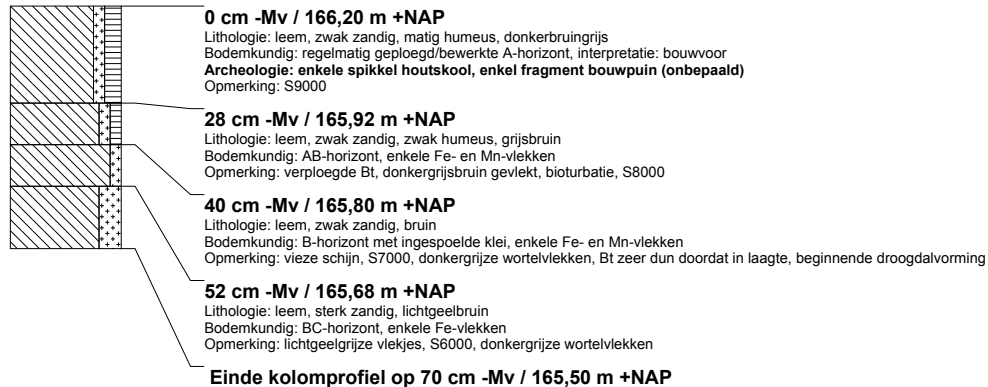 0 cm -Mv / 166,20 m +NAP
Lithologie: leem, zwak zandig, matig humeus, donkerbruingrijs
Bodemkundig: regelmatig geploegd/bewerkte A-horizont, interpretatie: bouwvoor
Archeologie: enkele spikkel houtskool, enkel fragment bouwpuin (onbepaald)
Opmerking: S9000
28 cm -Mv / 165,92 m +NAP
Lithologie: leem, zwak zandig, zwak humeus, grijsbruin
Bodemkundig: AB-horizont, enkele Fe- en Mn-vlekken
Opmerking: verploegde Bt, donkergrijsbruin gevlekt, bioturbatie, S8000
40 cm -Mv / 165,80 m +NAP
Lithologie: leem, zwak zandig, bruin
Bodemkundig: B-horizont met ingespoelde klei, enkele Fe- en Mn-vlekken
Opmerking: vieze schijn, S7000, donkergrijze wortelvlekken, Bt zeer dun doordat in laagte, beginnende droogdalvorming
52 cm -Mv / 165,68 m +NAP
Lithologie: leem, sterk zandig, lichtgeelbruin
Bodemkundig: BC-horizont, enkele Fe-vlekken
Opmerking: lichtgeelgrijze vlekjes, S6000, donkergrijze wortelvlekken
Einde kolomprofiel op 70 cm -Mv / 165,50 m +NAP